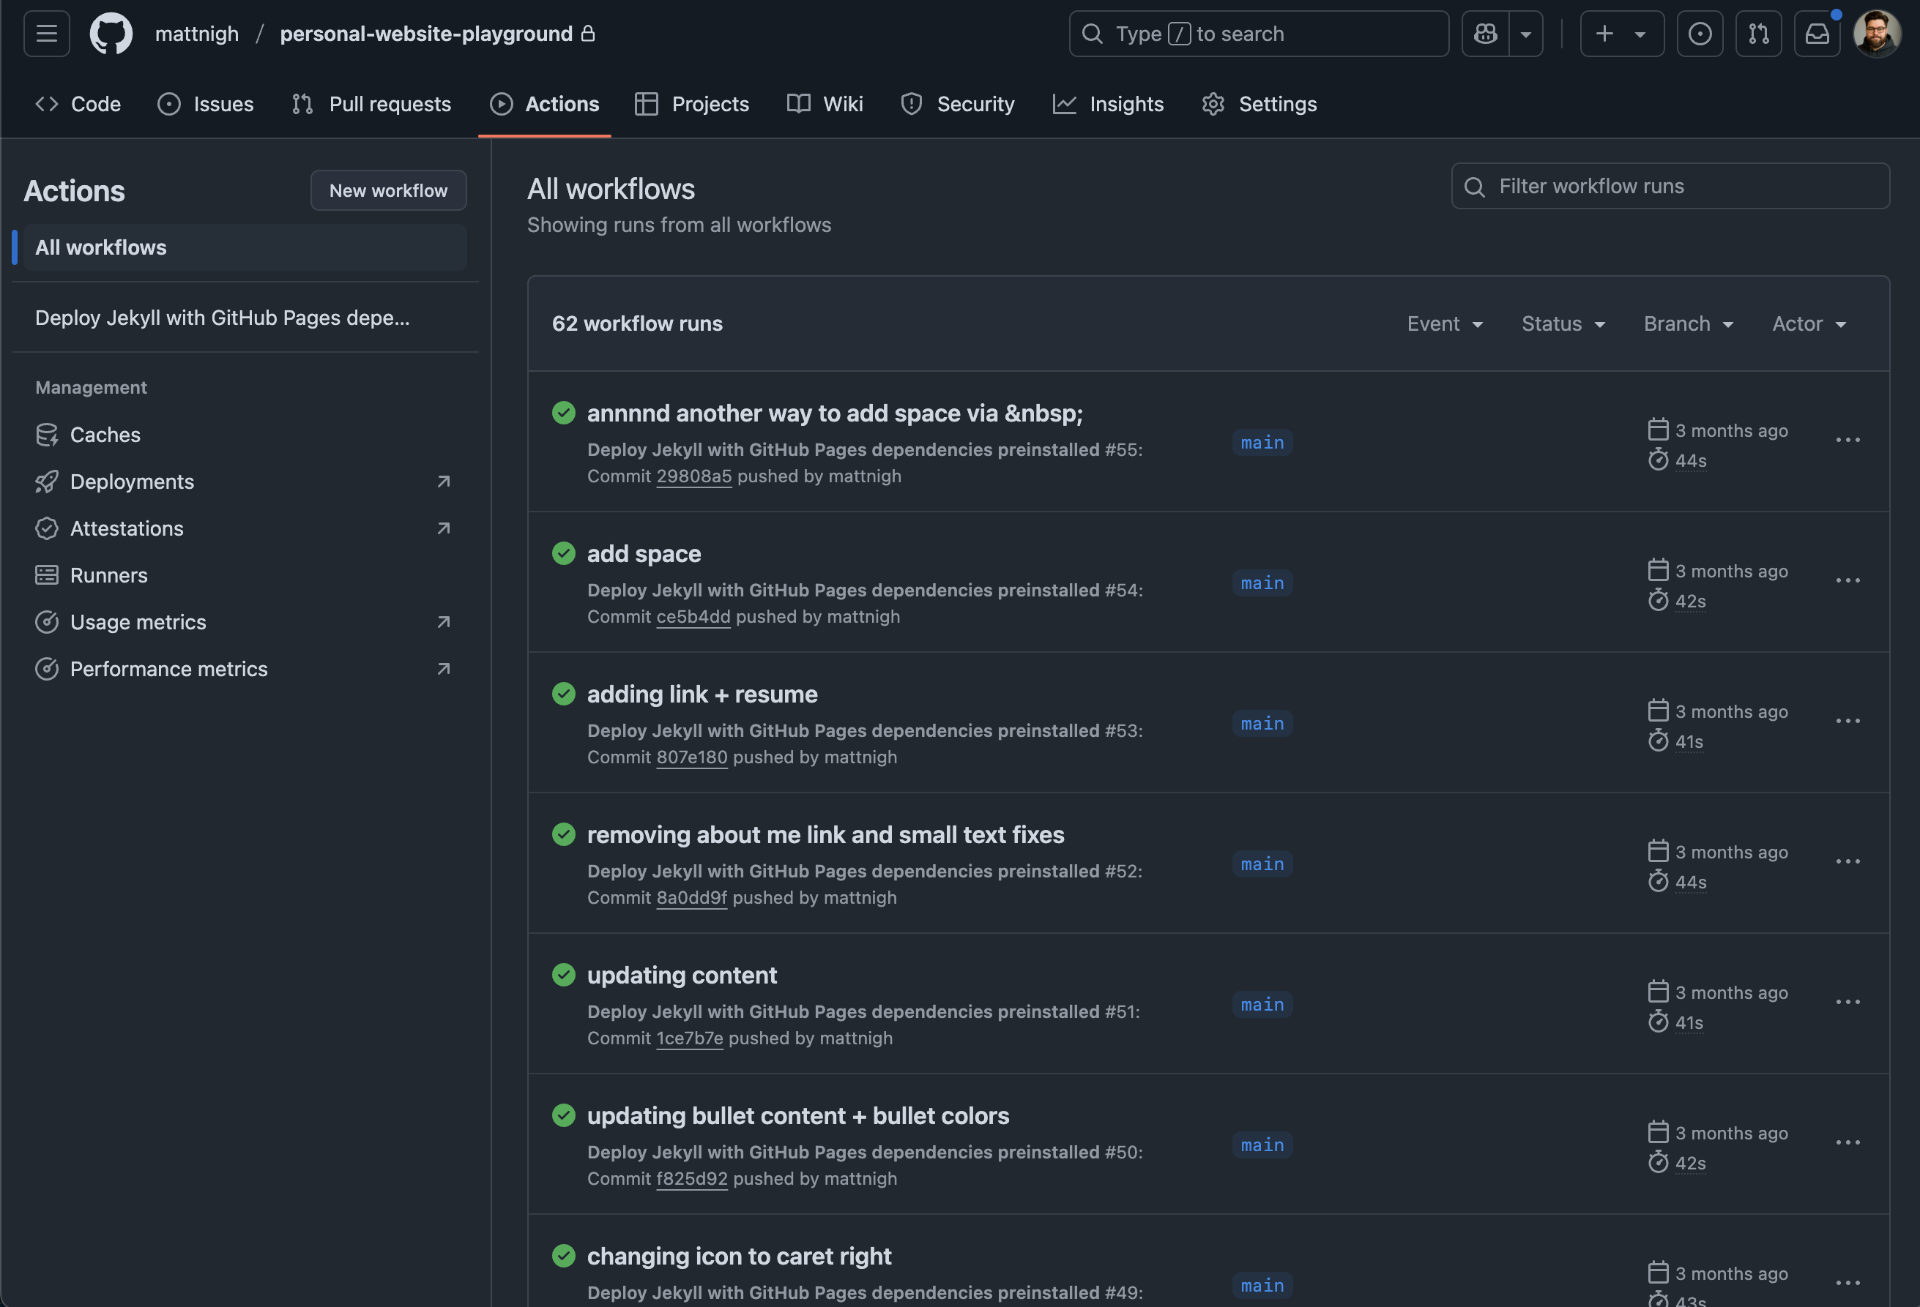 mattnigh / personal-website-playground
Type / to search
Code
Issues
Pull requests
Actions
Projects
Wiki
Security
Insights
Settings
Actions
New workflow
All workflows
Deploy Jekyll with GitHub Pages depe...
Management
Caches
Deployments
Attestations
Runners
Usage metrics
Performance metrics
All workflows
Showing runs from all workflows
Filter workflow runs
62 workflow runs
Event
Status
Branch
Actor
annnnd another way to add space via &nbsp;
Deploy Jekyll with GitHub Pages dependencies preinstalled #55:
Commit 29808a5 pushed by mattnigh
main
3 months ago
44s
add space
Deploy Jekyll with GitHub Pages dependencies preinstalled #54:
Commit ce5b4dd pushed by mattnigh
main
3 months ago
42s
adding link + resume
Deploy Jekyll with GitHub Pages dependencies preinstalled #53:
Commit 807e180 pushed by mattnigh
main
3 months ago
41s
removing about me link and small text fixes
Deploy Jekyll with GitHub Pages dependencies preinstalled #52:
Commit 8a0dd9f pushed by mattnigh
main
3 months ago
44s
updating content
Deploy Jekyll with GitHub Pages dependencies preinstalled #51:
Commit 1ce7b7e pushed by mattnigh
main
3 months ago
41s
updating bullet content + bullet colors
Deploy Jekyll with GitHub Pages dependencies preinstalled #50:
Commit f825d92 pushed by mattnigh
main
3 months ago
42s
changing icon to caret right
Deploy Jekyll with GitHub Pages dependencies preinstalled #49:
main
3 months ago
43s